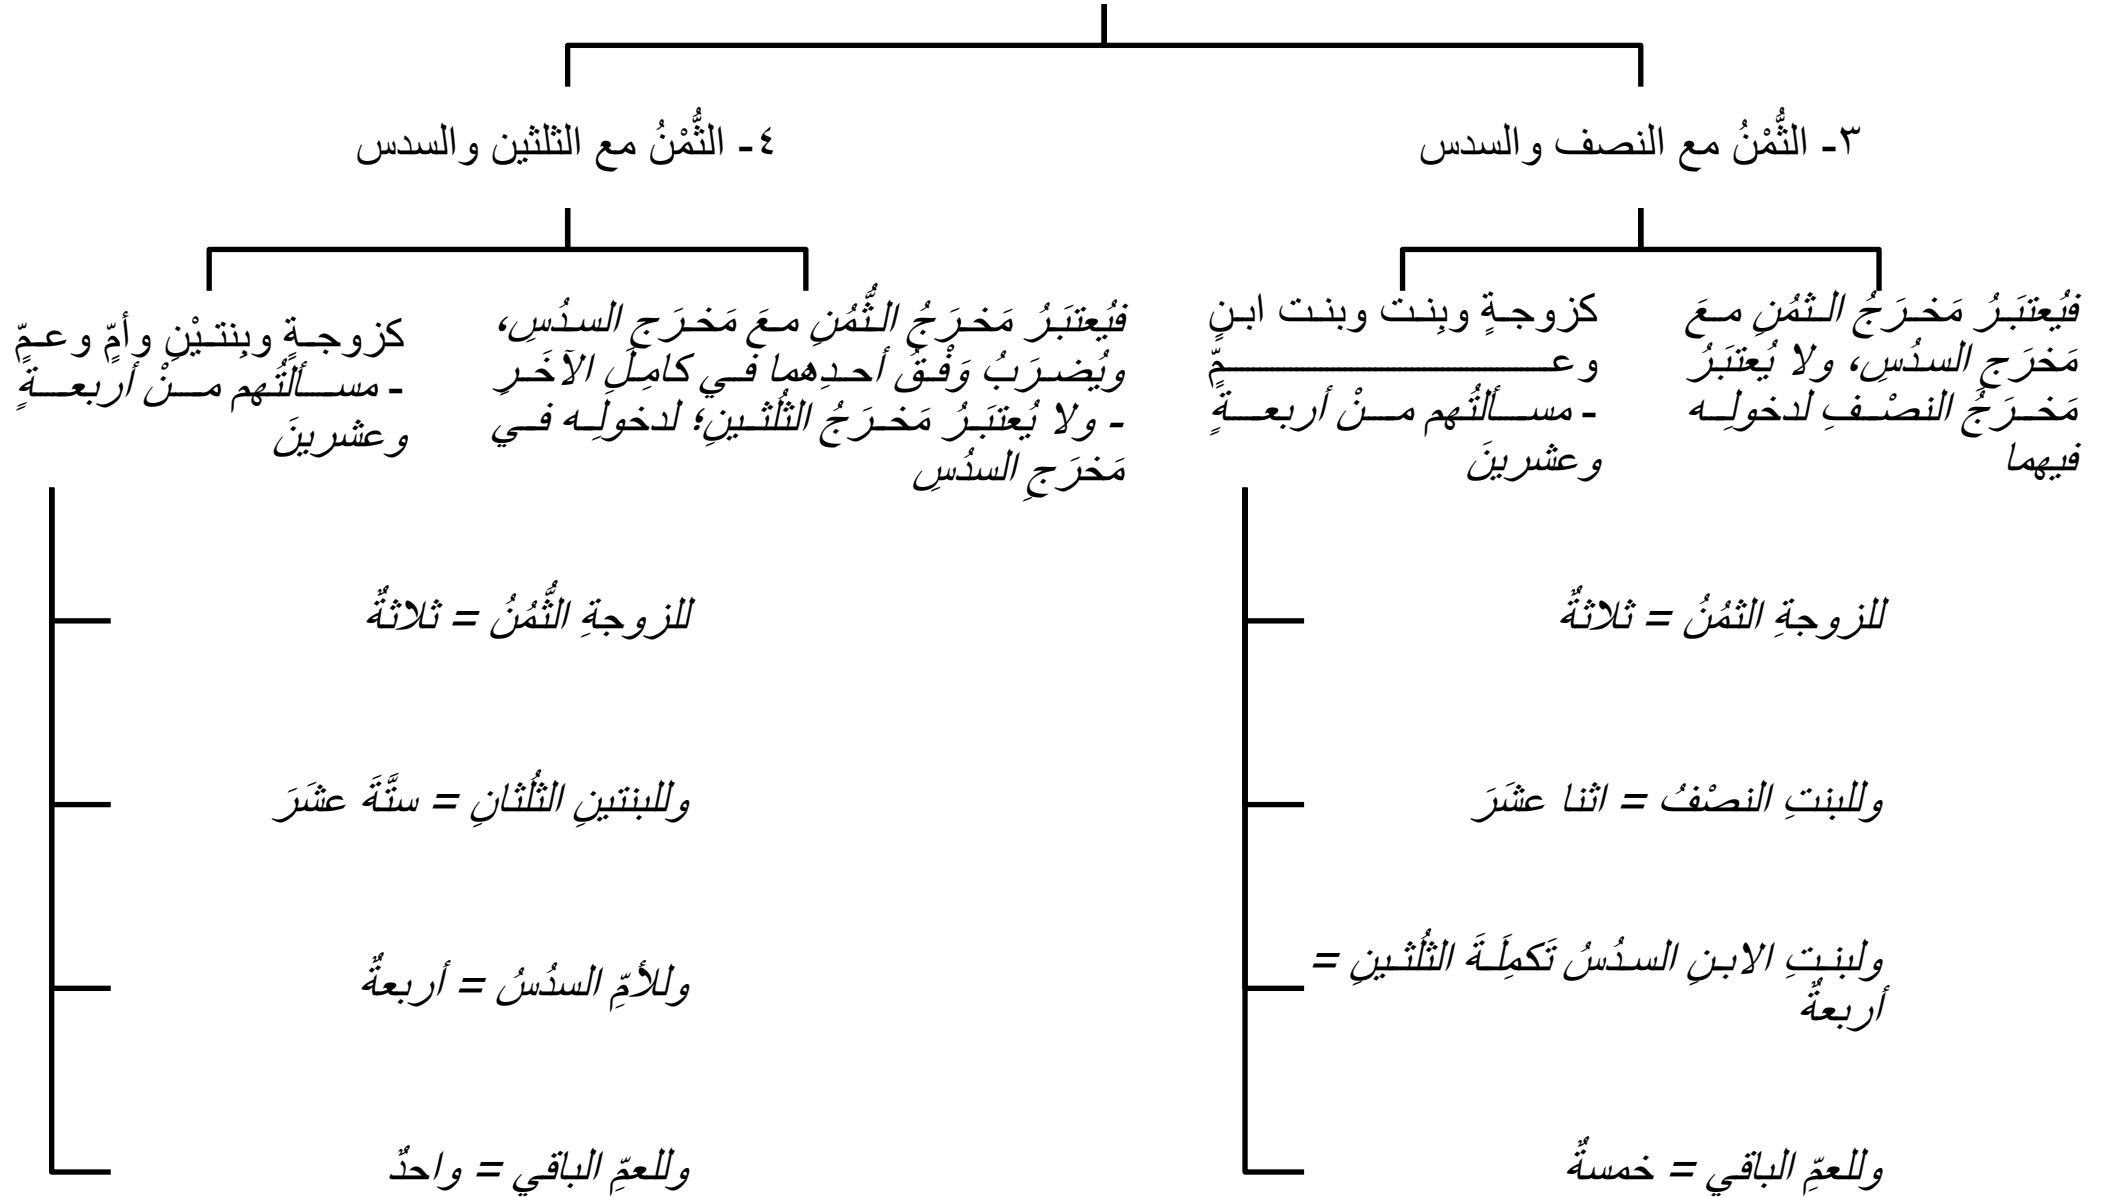 ٣- الثُّمْنُ مع النصف والسدس
٤- الثُّمْنُ مع الثلثين والسدس
فيُعتبَرُ مَخرَجُ الثمُنِ معَ
مَخرَجِ السدُسِ، ولا يُعتبَرُ
مَخرَجُ النصْفِ لدخولِه
فيهما
كزوجةٍ وبِنت وبنت ابنٍ
وعمٍّ
- مسألتُهم منْ أربعةٍ
وعشرينَ
فيُعتبَرُ مَخرَجُ الثُّمُنِ معَ مَخرَجِ السدُسِ،
ويُضرَبُ وَفْقُ أحدِهما في كامِلِ الآخَرِ
- ولا يُعتبَرُ مَخرَجُ الثلُثينِ؛ لدخولِه في
مَخرَجِ السدُسِ
كزوجةٍ وبِنتيْنِ وأمٍّ وعمٍّ
- مسألتُهم منْ أربعةٍ
وعشرينَ
للزوجةِ الثمُنُ = ثلاثةٌ
وللبنتِ النصْفُ = اثنا عشَرَ
ولبنتِ الابنِ السدُسُ تَكمِلَةَ الثلُثينِ =
أربعةٌ
وللعمِّ الباقي = خمسةٌ
للزوجةِ الثُّمُنُ = ثلاثةٌ
وللبنتينِ الثلُثانِ = ستَّةَ عشَرَ
وللأمِّ السدُسُ = أربعةٌ
وللعمِّ الباقي = واحدٌ